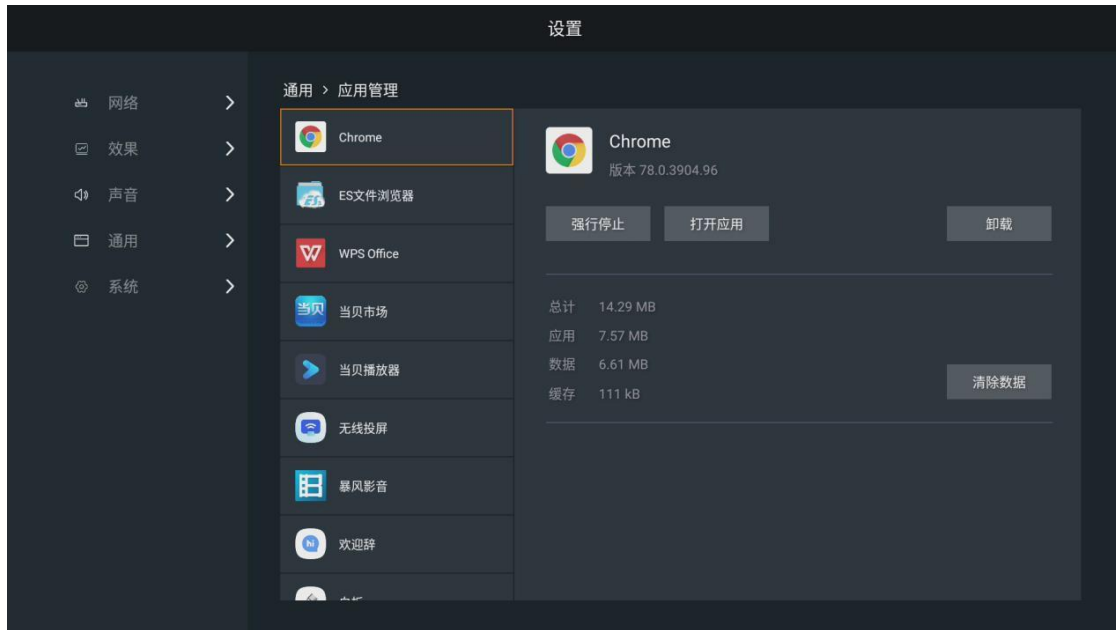 设置
网络
效果
声音
通用
系统
通用 > 应用管理
Chrome
ES文件浏览器
WPS Office
当贝市场
当贝播放器
无线投屏
暴风影音
hi
欢迎辞
Chrome
版本 78.0.3904.96
强行停止 打开应用 卸载
总计 14.29 MB
应用 7.57 MB
数据 6.61 MB
缓存 111 kB
清除数据